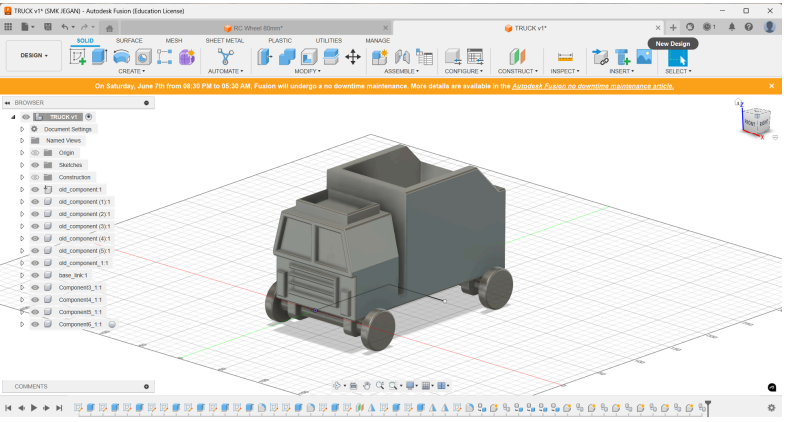 TRUCK v1* (SMK JEGAN) - Autodesk Fusion (Education License)
RC Wheel 80mm*
TRUCK v1*
1
New Design
DESIGN
SOLID SURFACE MESH SHEET METAL PLASTIC UTILITIES MANAGE
CREATE AUTOMATE MODIFY ASSEMBLE CONFIGURE CONSTRUCT INSPECT INSERT SELECT
On Saturday, June 7th from 08:30 PM to 05:30 AM, Fusion will undergo a no downtime maintenance. More details are available in the Autodesk Fusion no downtime maintenance article.
BROWSER
TRUCK v1
Document Settings
Named Views
Origin
Sketches
Construction
old_component:1
old_component (1):1
old_component (2):1
old_component (3):1
old_component (4):1
old_component (5):1
old_component_1:1
base_link:1
Component3_1:1
Component4_1:1
Component5_1:1
Component6_1:1
Z
FRONT
X
COMMENTS